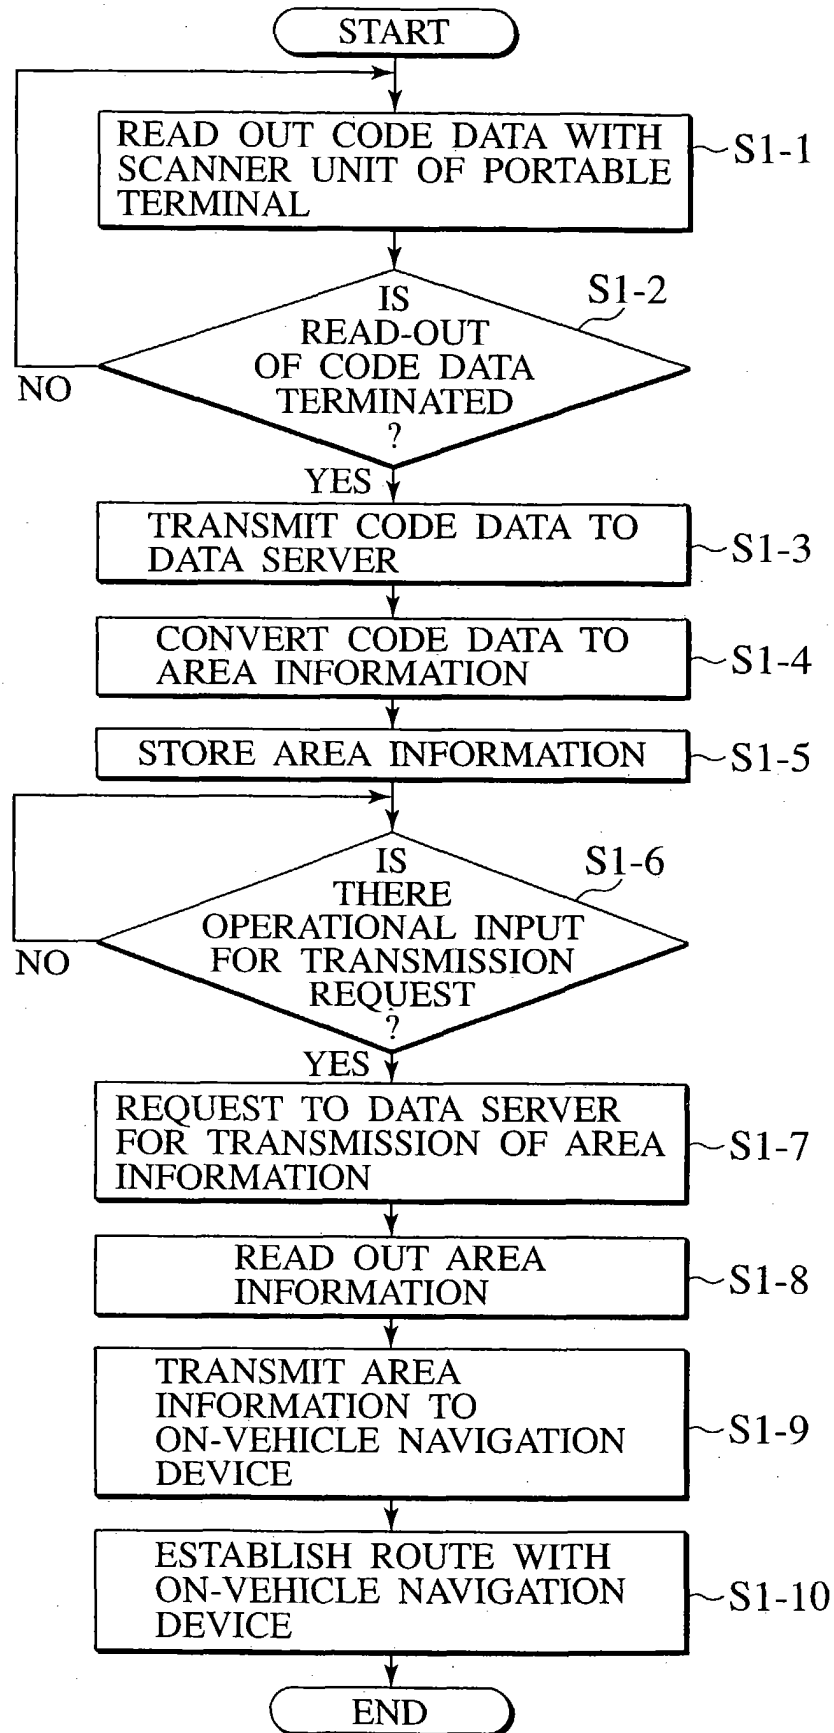 START
READ OUT CODE DATA WITH
SCANNER UNIT OF PORTABLE
TERMINAL
S1-1
IS
READ-OUT
OF CODE DATA
TERMINATED
?
S1-2
NO
YES
TRANSMIT CODE DATA TO
DATA SERVER
S1-3
CONVERT CODE DATA TO
AREA INFORMATION
S1-4
STORE AREA INFORMATION
S1-5
IS
THERE
OPERATIONAL INPUT
FOR TRANSMISSION
REQUEST
?
S1-6
NO
YES
REQUEST TO DATA SERVER
FOR TRANSMISSION OF AREA
INFORMATION
S1-7
READ OUT AREA
INFORMATION
S1-8
TRANSMIT AREA
INFORMATION TO
ON-VEHICLE NAVIGATION
DEVICE
S1-9
ESTABLISH ROUTE WITH
ON-VEHICLE NAVIGATION
DEVICE
S1-10
END